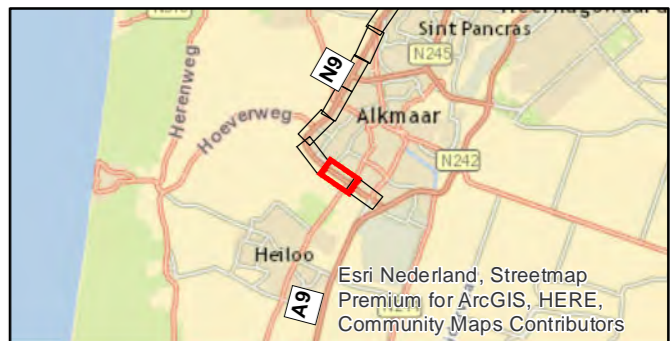 Sint Pancras
N245
N9
Herenweg
Hoeverweg
Alkmaar
N242
Heiloo
A9
Esri Nederland, Streetmap
Premium for ArcGIS, HERE,
Community Maps Contributors